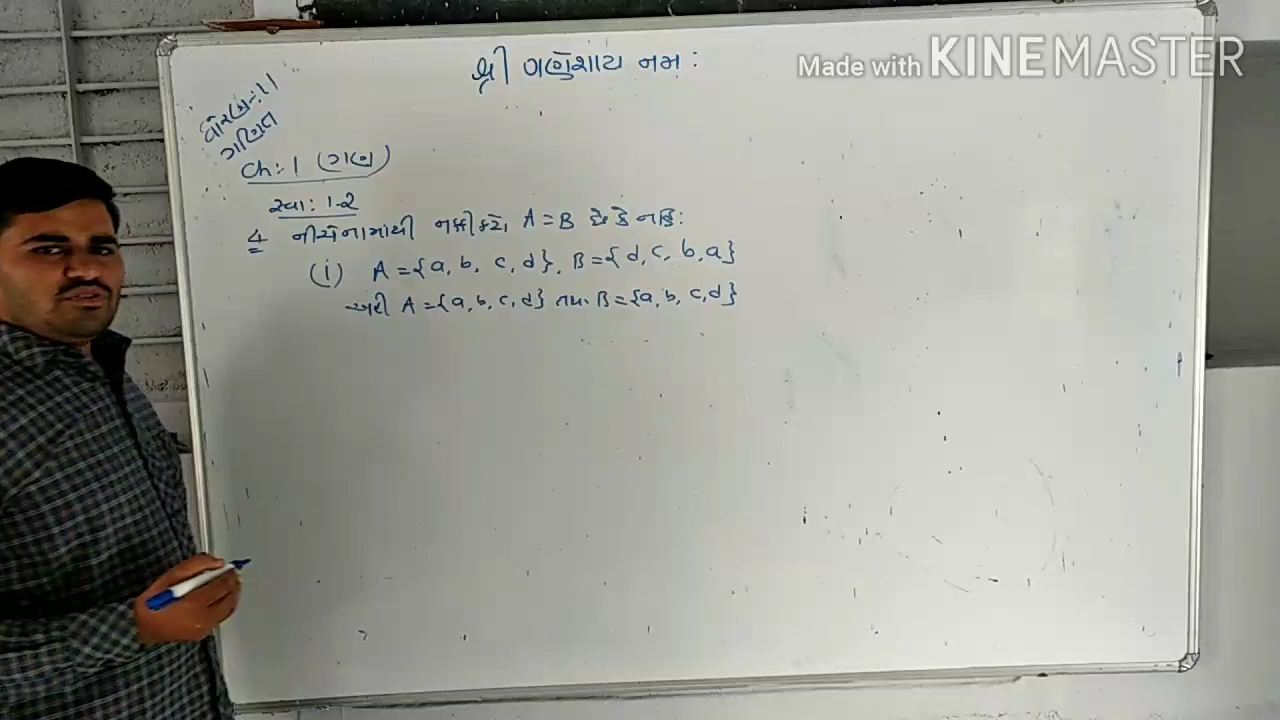 શ્રી ગણેશાય નમ:
Made with KINEMASTER
ધોરણ:-11
ગણિત
Ch:-1 (ગણ)
સ્વા: 1.2
4 નીચેનામાંથી નક્કી કરો, A = B છે કે નહિ:
(i) A = {a, b, c, d}, B = {d, c, b, a}
અહીં A = {a, b, c, d} તથા B = {a, b, c, d}